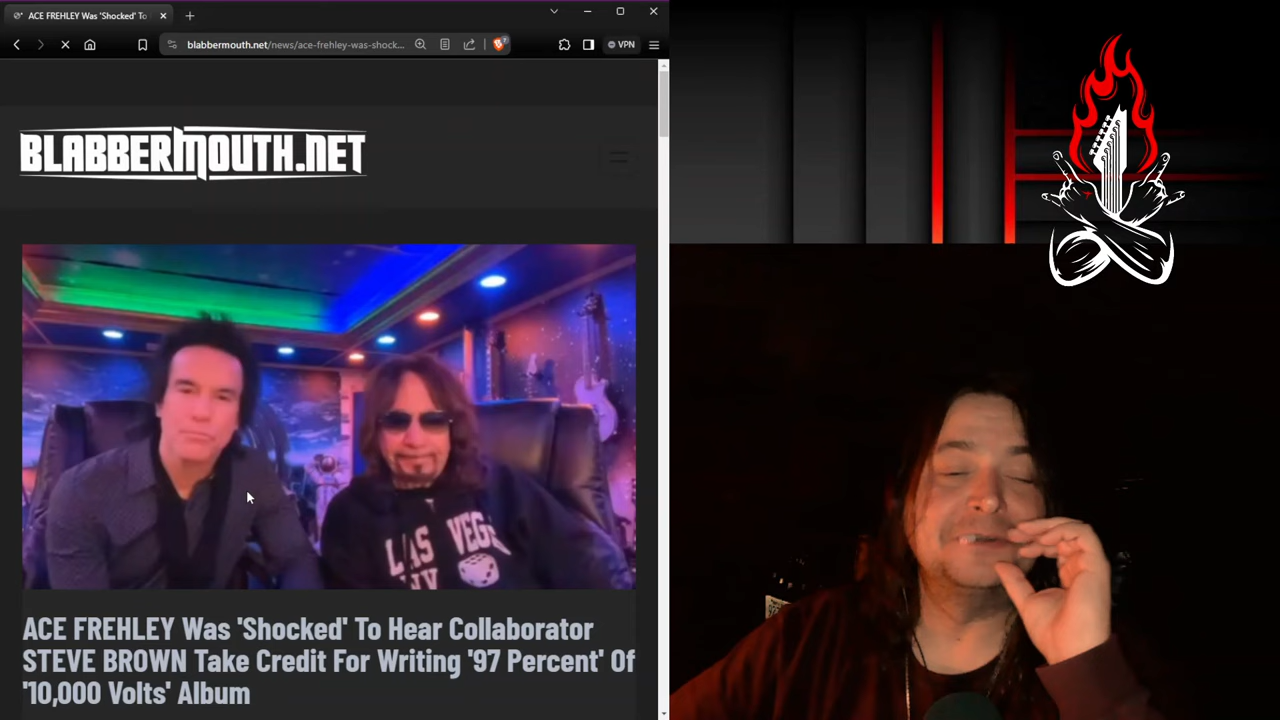 ACE FREHLEY Was 'Shocked' To
blabbermouth.net/news/ace-frehley-was-shock...
VPN
BLABBERMOUTH.NET
LAS VEGAS
NV
ACE FREHLEY Was 'Shocked' To Hear Collaborator
STEVE BROWN Take Credit For Writing '97 Percent' Of
'10,000 Volts' Album